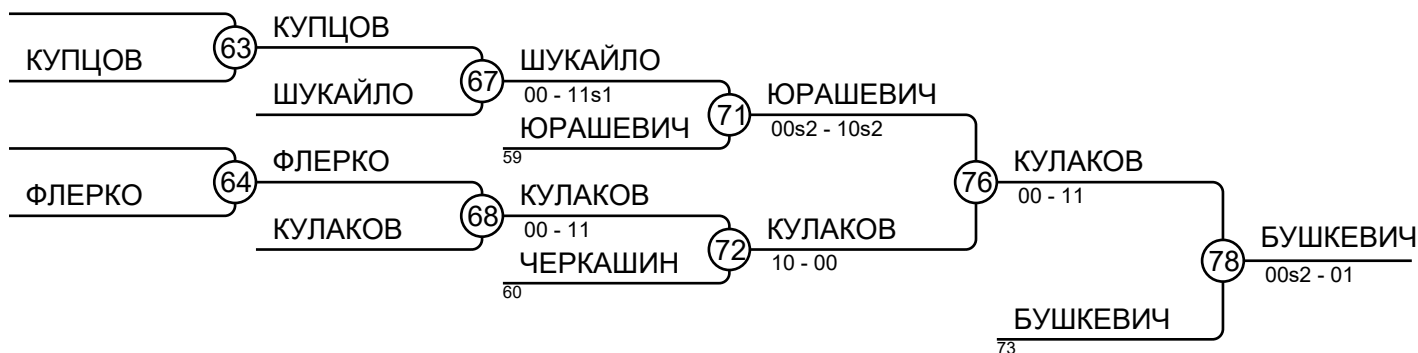 КУПЦОВ
63
КУПЦОВ
ШУКАЙЛО
67
ШУКАЙЛО
00 - 11s1
ЮРАШЕВИЧ
59
71
ЮРАШЕВИЧ
00s2 - 10s2
ФЛЕРКО
64
ФЛЕРКО
КУЛАКОВ
68
КУЛАКОВ
00 - 11
ЧЕРКАШИН
60
72
КУЛАКОВ
10 - 00
76
КУЛАКОВ
00 - 11
БУШКЕВИЧ
73
78
БУШКЕВИЧ
00s2 - 01